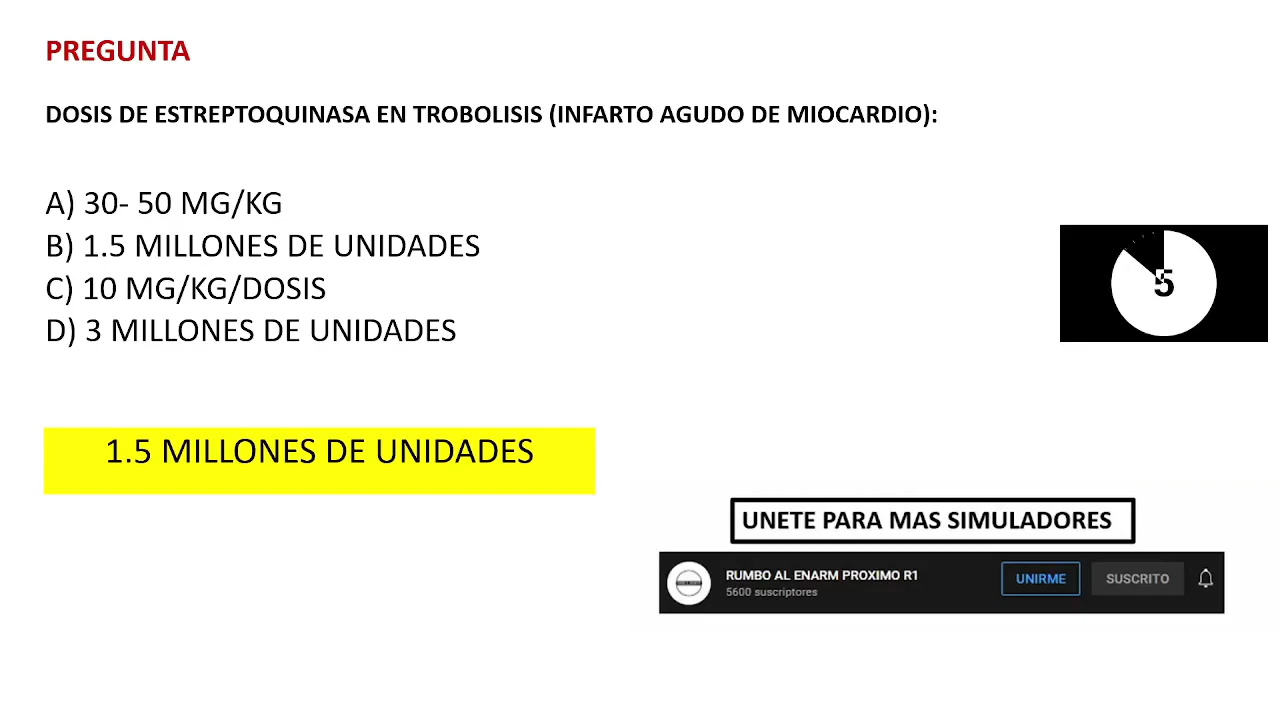 PREGUNTA
DOSIS DE ESTREPTOQUINASA EN TROBOLISIS (INFARTO AGUDO DE MIOCARDIO):
A) 30- 50 MG/KG
B) 1.5 MILLONES DE UNIDADES
C) 10 MG/KG/DOSIS
D) 3 MILLONES DE UNIDADES
5
1.5 MILLONES DE UNIDADES
UNETE PARA MAS SIMULADORES
RUMBO AL ENARM PROXIMO R1
5600 suscriptores
UNIRME
SUSCRITO